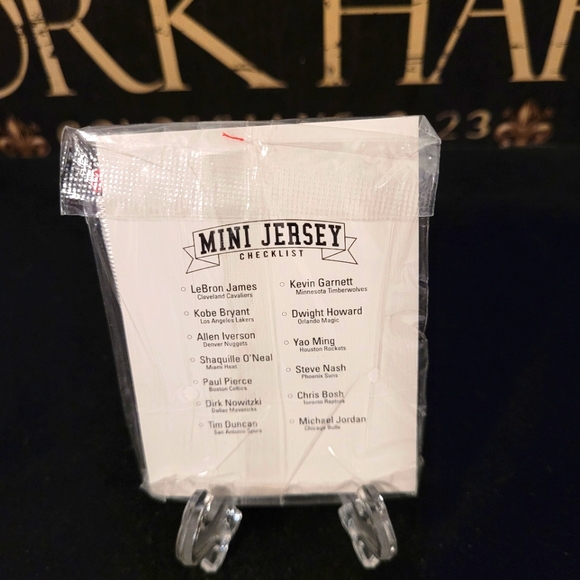 ORK HAR
23
MINI JERSEY
CHECKLIST
LeBron James
Cleveland Cavaliers
Kobe Bryant
Los Angeles Lakers
Allen Iverson
Denver Nuggets
Shaquille O'Neal
Miami Heat
Paul Pierce
Boston Celtics
Dirk Nowitzki
Dallas Mavericks
Tim Duncan
San Antonio Spurs
Kevin Garnett
Minnesota Timberwolves
Dwight Howard
Orlando Magic
Yao Ming
Houston Rockets
Steve Nash
Phoenix Suns
Chris Bosh
Toronto Raptors
Michael Jordan
Chicago Bulls